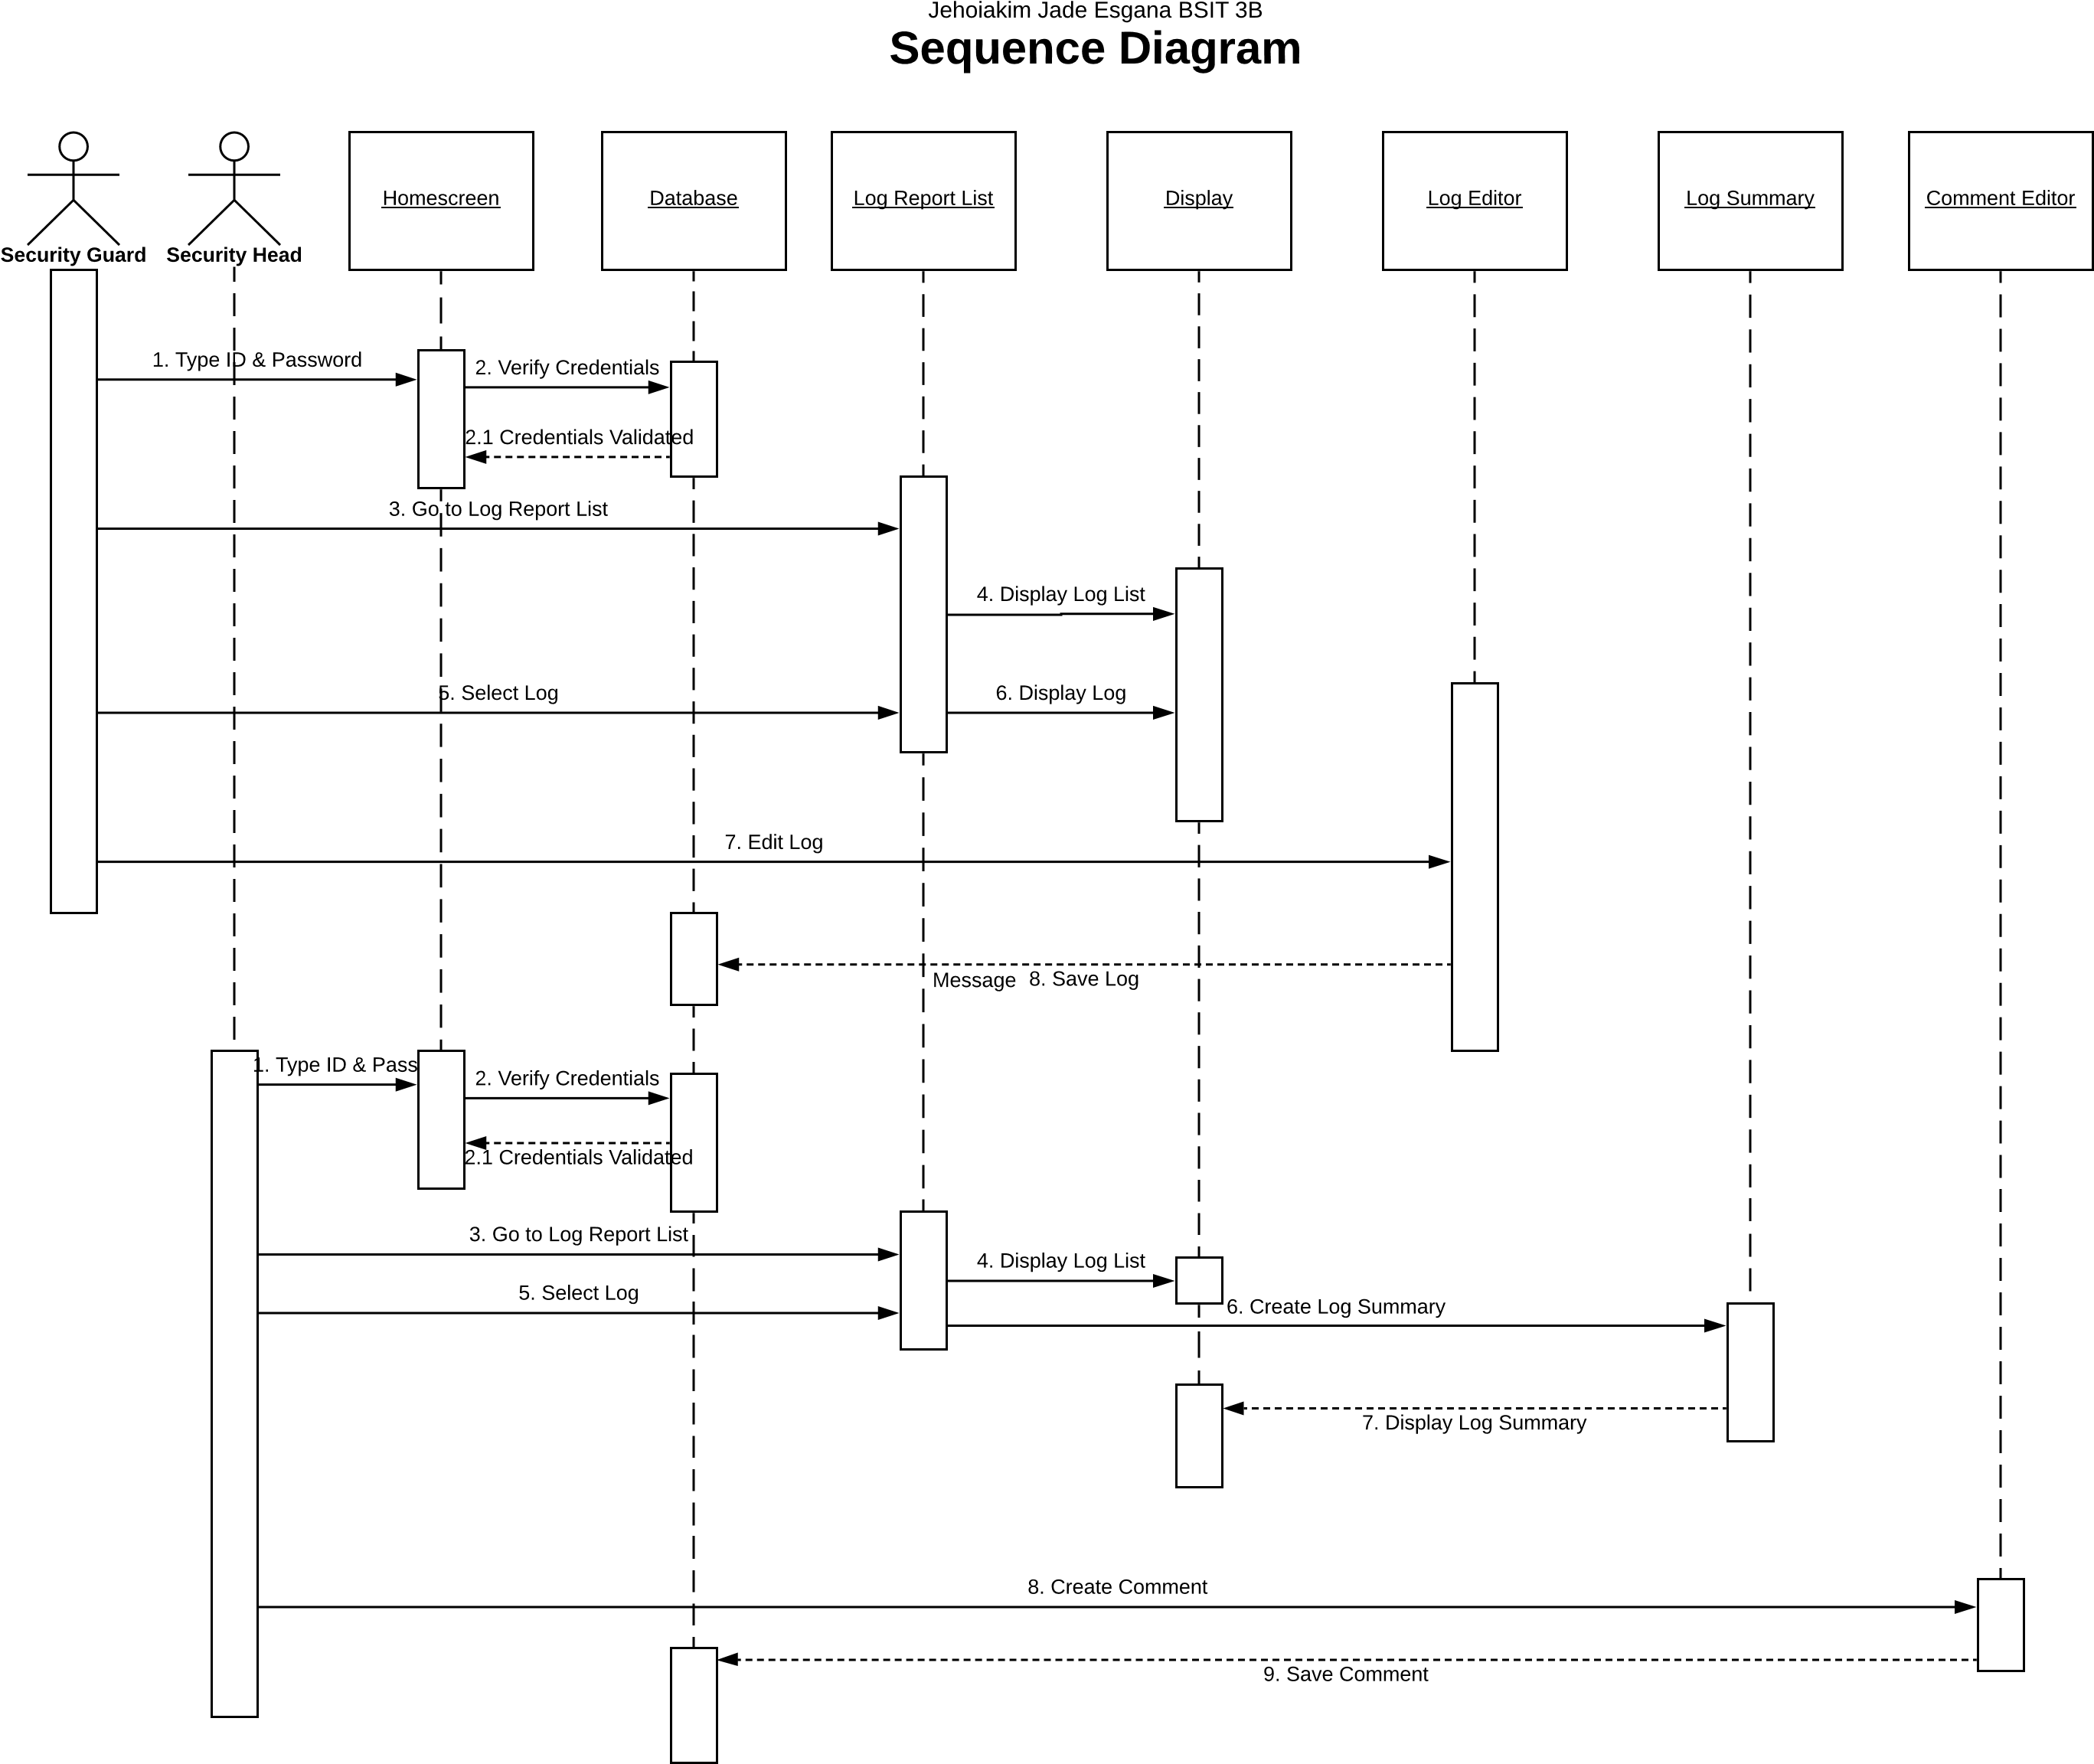 Jehoiakim Jade Esgana BSIT 3B
Sequence Diagram
Security Guard
Security Head
Homescreen
Database
Log Report List
Display
Log Editor
Log Summary
Comment Editor
1. Type ID & Password
2. Verify Credentials
2.1 Credentials Validated
3. Go to Log Report List
4. Display Log List
5. Select Log
6. Display Log
7. Edit Log
Message
8. Save Log
1. Type ID & Pass
2. Verify Credentials
2.1 Credentials Validated
3. Go to Log Report List
4. Display Log List
5. Select Log
6. Create Log Summary
7. Display Log Summary
8. Create Comment
9. Save Comment